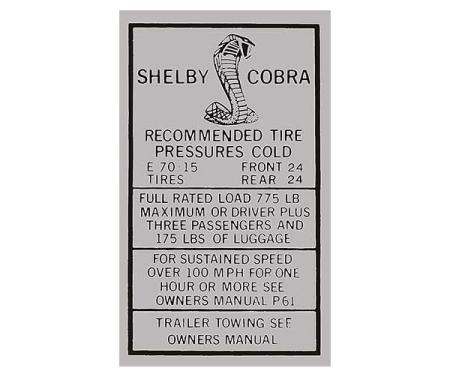 SHELBY COBRA
RECOMMENDED TIRE
PRESSURES COLD
E 70-15 FRONT 24
TIRES REAR 24
FULL RATED LOAD 775 LB
MAXIMUM OR DRIVER PLUS
THREE PASSENGERS AND
175 LBS OF LUGGAGE
FOR SUSTAINED SPEED
OVER 100 MPH FOR ONE
HOUR OR MORE SEE
OWNERS MANUAL P.61
TRAILER TOWING SEE
OWNERS MANUAL